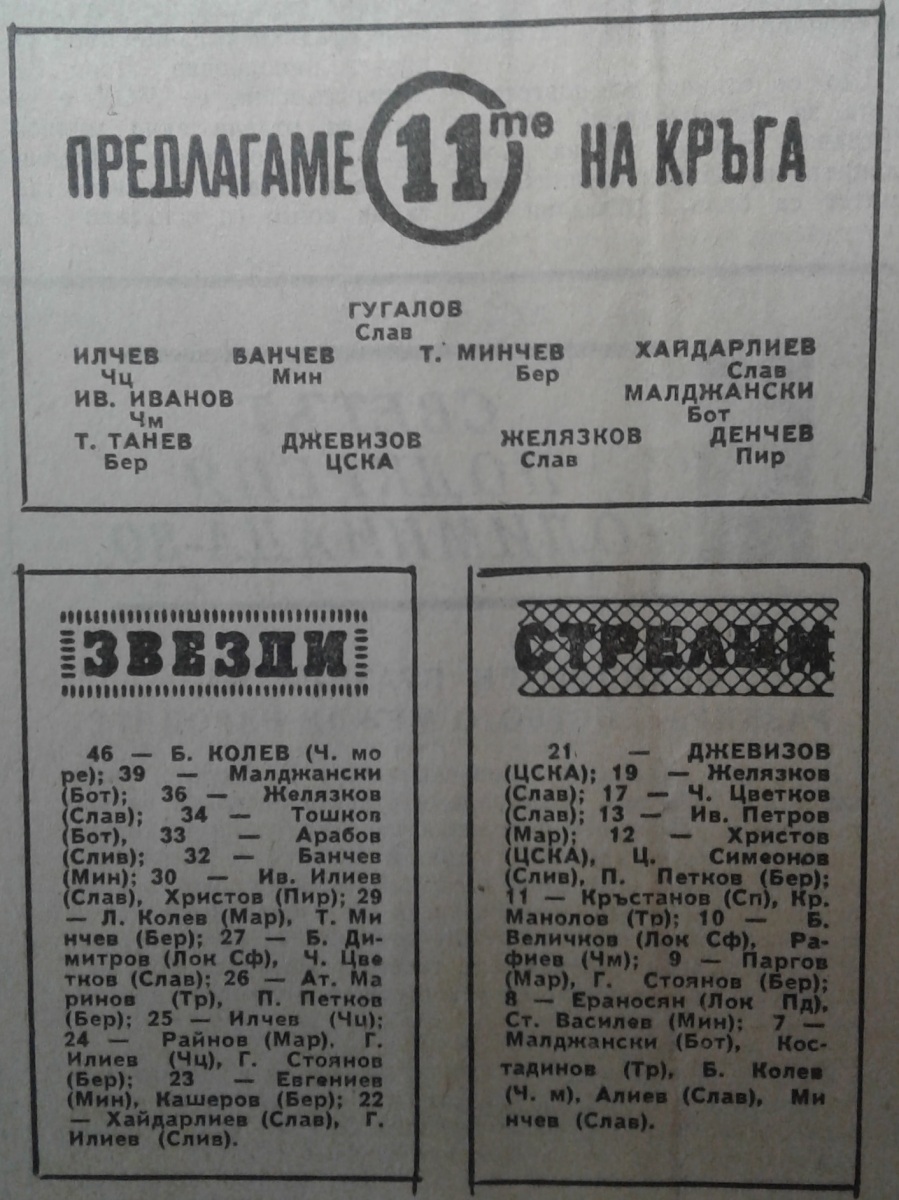 ПРЕДЛАГАМЕ 11те НА КРЪГА
ГУГАЛОВ
Слав
ИЛЧЕВ БАНЧЕВ Т. МИНЧЕВ ХАЙДАРЛИЕВ
Чц Мин Бер Слав
ИВ. ИВАНОВ МАЛДЖАНСКИ
Чм Бот
Т. ТАНЕВ ДЖЕВИЗОВ ЖЕЛЯЗКОВ ДЕНЧЕВ
Бер ЦСКА Слав Пир
ЗВЕЗДИ
46 — Б. КОЛЕВ (Ч. мо
ре); 39 — Малджански
(Бот); 36 — Желязков
(Слав); 34 — Тошков
(Бот), 33 — Арабов
(Слив); 32 — Банчев
(Мин); 30 — Ив. Илиев
(Слав), Христов (Пир); 29
— Л. Колев (Мар), Т. Ми
нчев (Бер); 27 — Б. Ди-
митров (Лок Сф), Ч. Цве
тков (Слав); 26 — Ат. Ма
ринов (Тр), П. Петков
(Бер); 25 — Илчев (Чц);
24 — Райнов (Мар), Г.
Илиев (Чц), Г. Стоянов
(Бер); 23 — Евгениев
(Мин), Кашеров (Бер); 22
— Хайдарлиев (Слав), Г.
Илиев (Слив).
СТРЕЛЦИ
21 — ДЖЕВИЗОВ
(ЦСКА); 19 — Желязков
(Слав); 17 — Ч. Цветков
(Слав); 13 — Ив. Петров
(Мар); 12 — Христов
(ЦСКА), Ц. Симеонов
(Слив), П. Петков (Бер);
11 — Кръстанов (Сп), Кр.
Манолов (Тр); 10 — Б.
Величков (Лок Сф), Ра-
фиев (Чм); 9 — Паргов
(Мар), Г. Стоянов (Бер);
8 — Ераносян (Лок Пд),
Ст. Василев (Мин); 7 —
Малджански (Бот), Кос-
тадинов (Тр), Б. Колев
(Ч. м), Алиев (Слав), Ми
нчев (Слав).